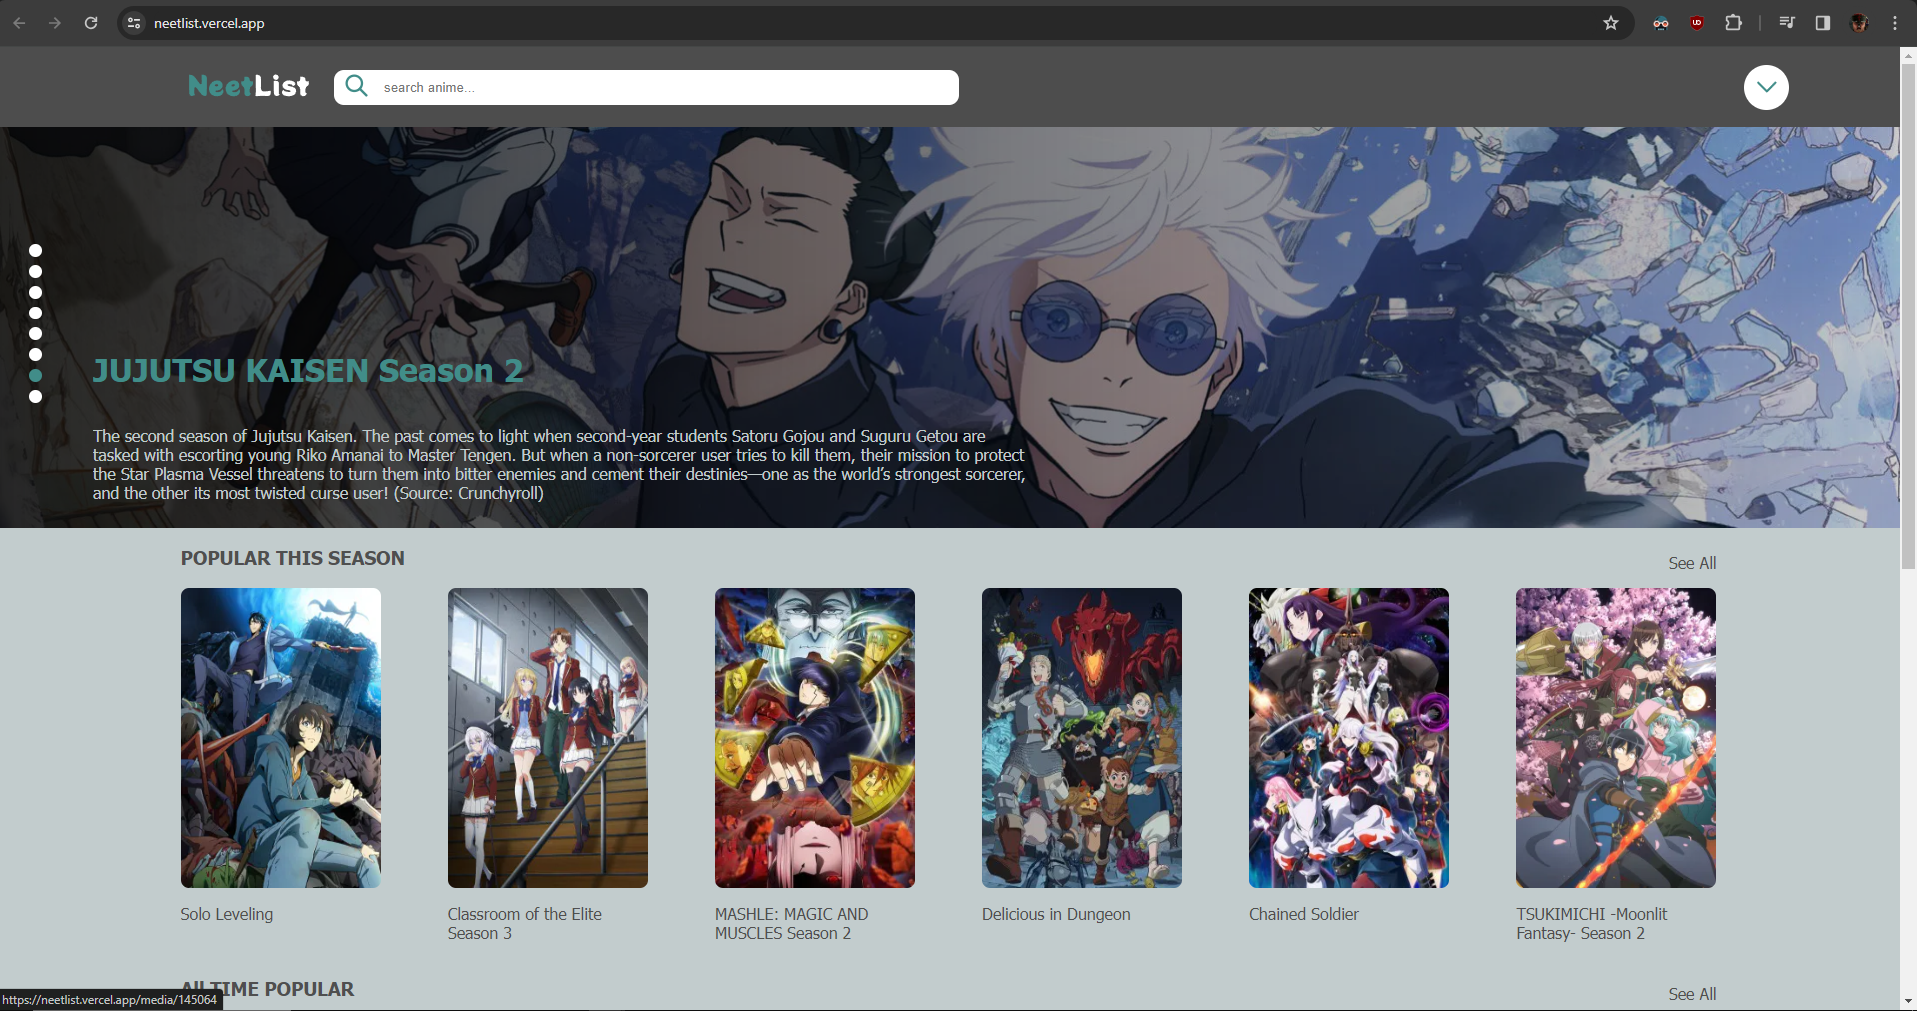 neetlist.vercel.app
NeetList
search anime...
JUJUTSU KAISEN Season 2
The second season of Jujutsu Kaisen. The past comes to light when second-year students Satoru Gojou and Suguru Getou are
tasked with escorting young Riko Amanai to Master Tengen. But when a non-sorcerer user tries to kill them, their mission to protect
the Star Plasma Vessel threatens to turn them into bitter enemies and cement their destinies—one as the world’s strongest sorcerer,
and the other its most twisted curse user! (Source: Crunchyroll)
POPULAR THIS SEASON
See All
Solo Leveling
Classroom of the Elite
Season 3
MASHLE: MAGIC AND
MUSCLES Season 2
Delicious in Dungeon
Chained Soldier
TSUKIMICHI -Moonlit
Fantasy- Season 2
All TIME POPULAR
See All
https://neetlist.vercel.app/media/145064